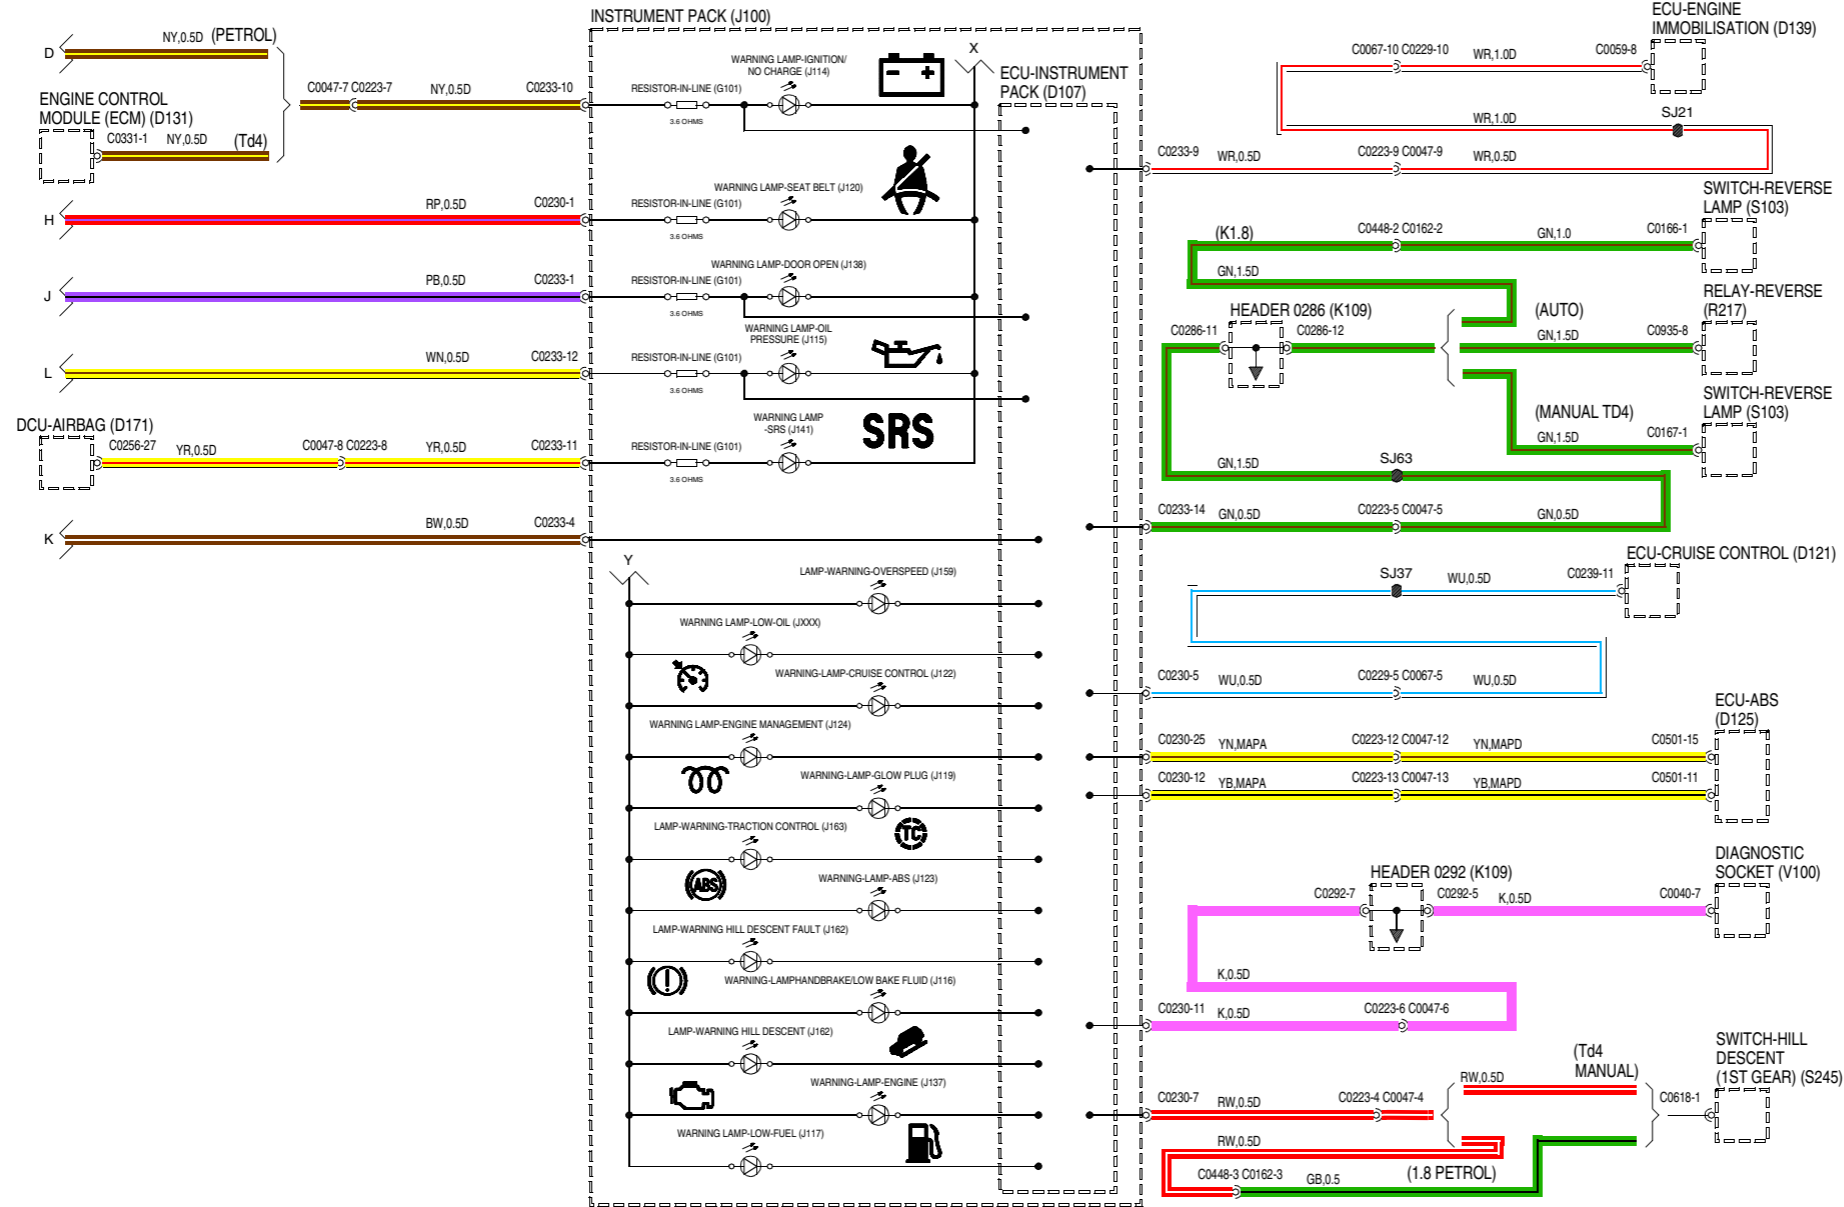 INSTRUMENT PACK (J100)
D
NY,0.5D (PETROL)
ENGINE CONTROL
MODULE (ECM) (D131)
C0331-1 NY,0.5D (Td4)
C0047-7 C0223-7 NY,0.5D C0233-10
H
RP,0.5D C0230-1
J
PB,0.5D C0233-1
L
WN,0.5D C0233-12
DCU-AIRBAG (D171)
C0256-27 YR,0.5D C0047-8 C0223-8 YR,0.5D C0233-11
K
BW,0.5D C0233-4
WARNING LAMP-IGNITION/
NO CHARGE (J114)
RESISTOR-IN-LINE (G101)
3.6 OHMS
X
ECU-INSTRUMENT
PACK (D107)
WARNING LAMP-SEAT BELT (J120)
RESISTOR-IN-LINE (G101)
3.6 OHMS
WARNING LAMP-DOOR OPEN (J138)
RESISTOR-IN-LINE (G101)
3.6 OHMS
WARNING LAMP-OIL
PRESSURE (J115)
RESISTOR-IN-LINE (G101)
3.6 OHMS
WARNING LAMP
-SRS (J141)
SRS
RESISTOR-IN-LINE (G101)
3.6 OHMS
Y
LAMP-WARNING-OVERSPEED (J159)
WARNING LAMP-LOW-OIL (JXXX)
WARNING-LAMP-CRUISE CONTROL (J122)
WARNING LAMP-ENGINE MANAGEMENT (J124)
WARNING-LAMP-GLOW PLUG (J119)
LAMP-WARNING-TRACTION CONTROL (J163)
TC
WARNING-LAMP-ABS (J123)
ABS
LAMP-WARNING HILL DESCENT FAULT (J162)
WARNING-LAMPHANDBRAKE/LOW BAKE FLUID (J116)
LAMP-WARNING HILL DESCENT (J162)
WARNING-LAMP-ENGINE (J137)
WARNING LAMP-LOW-FUEL (J117)
ECU-ENGINE
IMMOBILISATION (D139)
C0067-10 C0229-10 WR,1.0D C0059-8
WR,1.0D SJ21
C0233-9 WR,0.5D C0223-9 C0047-9 WR,0.5D
SWITCH-REVERSE
LAMP (S103)
(K1.8) C0448-2 C0162-2 GN,1.0 C0166-1
GN,1.5D
RELAY-REVERSE
(R217)
HEADER 0286 (K109) (AUTO)
C0286-11 C0286-12 GN,1.5D C0935-8
SWITCH-REVERSE
LAMP (S103)
(MANUAL TD4)
GN,1.5D C0167-1
GN,1.5D SJ63
C0233-14 GN,0.5D C0223-5 C0047-5 GN,0.5D
ECU-CRUISE CONTROL (D121)
SJ37 WU,0.5D C0239-11
C0230-5 WU,0.5D C0229-5 C0067-5 WU,0.5D
ECU-ABS
(D125)
C0230-25 YN,MAPA C0223-12 C0047-12 YN,MAPD C0501-15
C0230-12 YB,MAPA C0223-13 C0047-13 YB,MAPD C0501-11
DIAGNOSTIC
SOCKET (V100)
HEADER 0292 (K109)
C0292-7 C0292-5 K,0.5D C0040-7
K,0.5D
C0230-11 K,0.5D C0223-6 C0047-6
SWITCH-HILL
DESCENT
(1ST GEAR) (S245)
(Td4
MANUAL)
RW,0.5D
C0230-7 RW,0.5D C0223-4 C0047-4 C0618-1
RW,0.5D
C0448-3 C0162-3 GB,0.5 (1.8 PETROL)